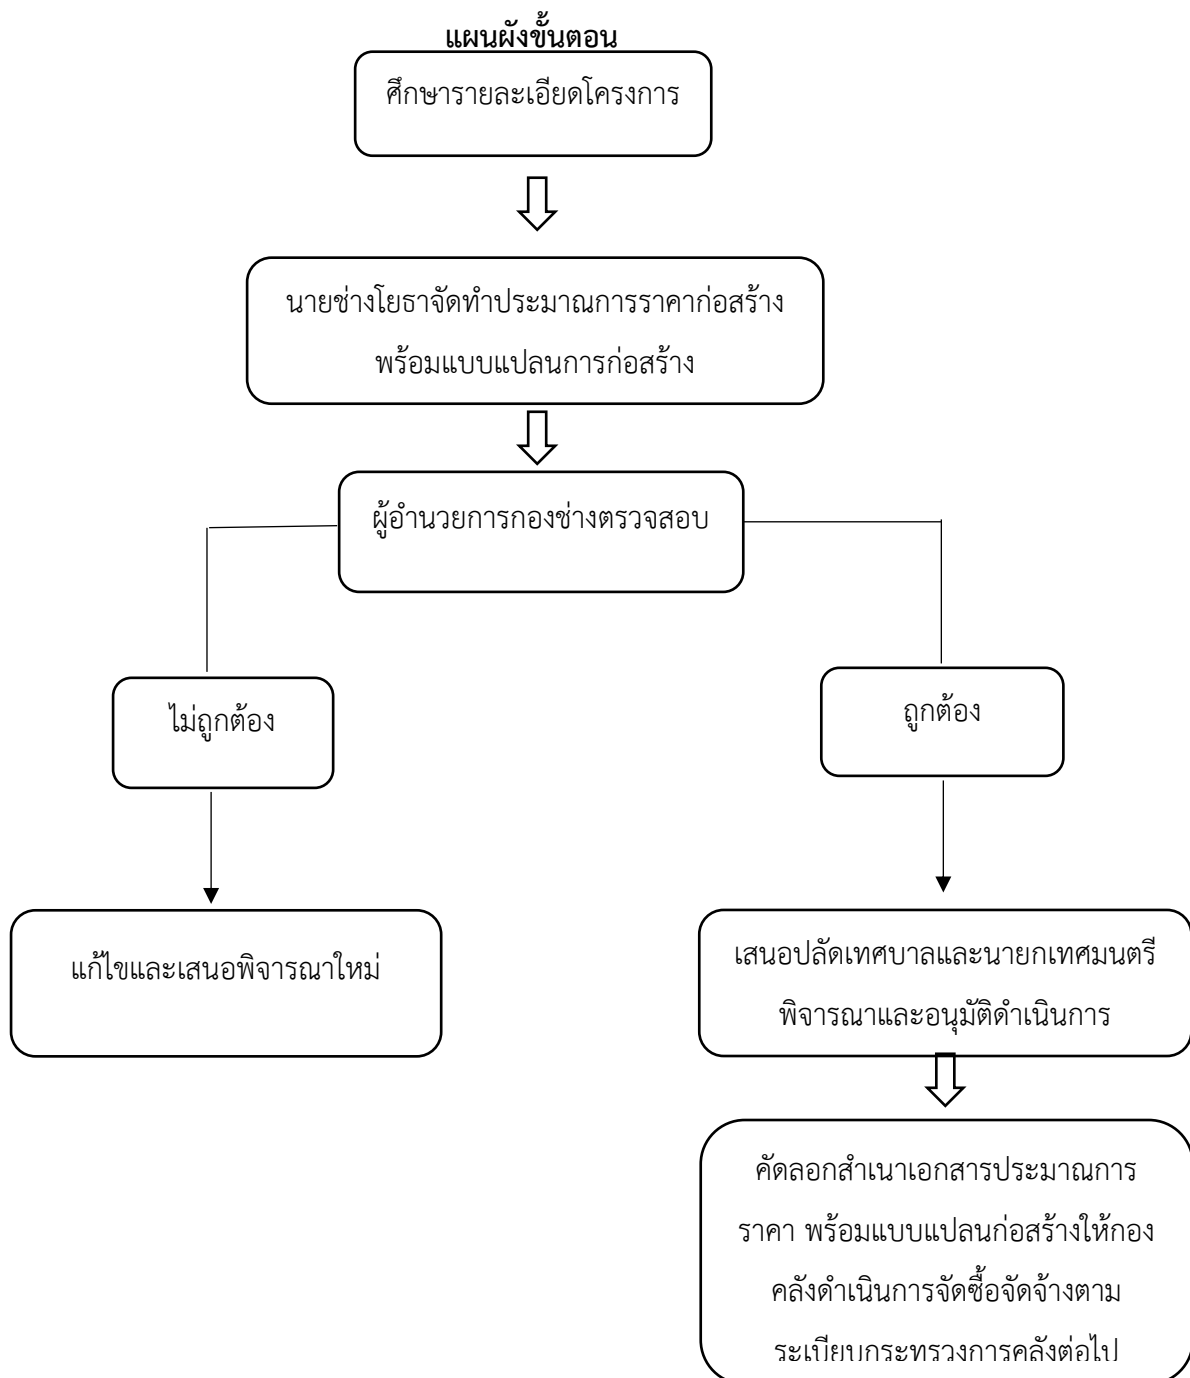 แผนผังขั้นตอน
ศึกษารายละเอียดโครงการ
นายช่างโยธาจัดทำประมาณการราคาก่อสร้าง
พร้อมแบบแปลนการก่อสร้าง
ผู้อำนวยการกองช่างตรวจสอบ
ไม่ถูกต้อง
ถูกต้อง
แก้ไขและเสนอพิจารณาใหม่
เสนอปลัดเทศบาลและนายกเทศมนตรี
พิจารณาและอนุมัติดำเนินการ
คัดลอกสำเนาเอกสารประมาณการ
ราคา พร้อมแบบแปลนก่อสร้างให้กอง
คลังดำเนินการจัดซื้อจัดจ้างตาม
ระเบียบกระทรวงการคลังต่อไป